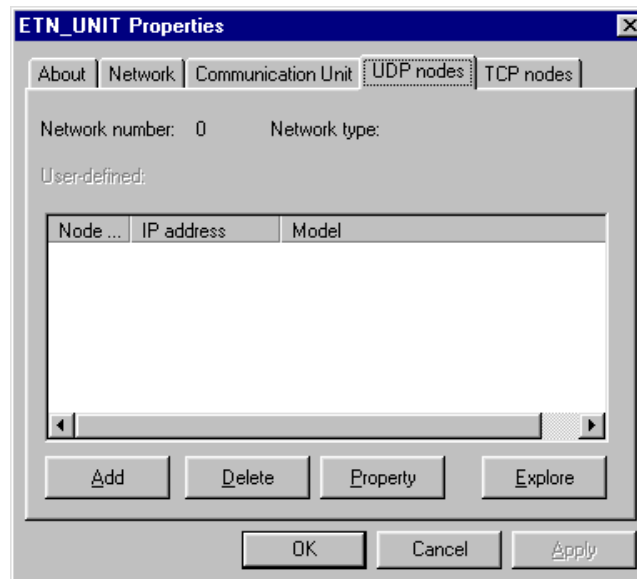 ETN_UNIT Properties
About Network Communication Unit UDP nodes TCP nodes
Network number: 0 Network type:
User-defined:
Node ... IP address Model
Add Delete Property Explore
OK Cancel Apply